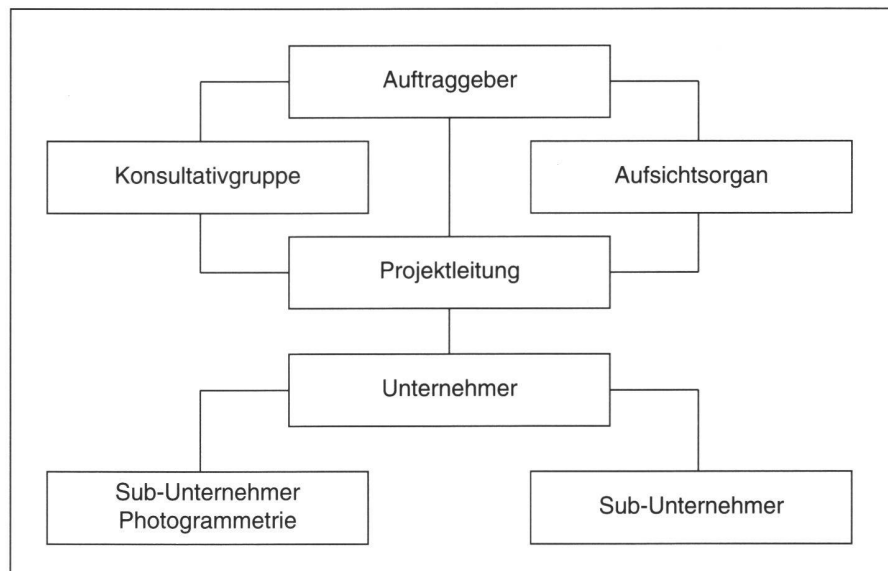 Auftraggeber
Konsultativgruppe
Aufsichtsorgan
Projektleitung
Unternehmer
Sub-Unternehmer
Photogrammetrie
Sub-Unternehmer